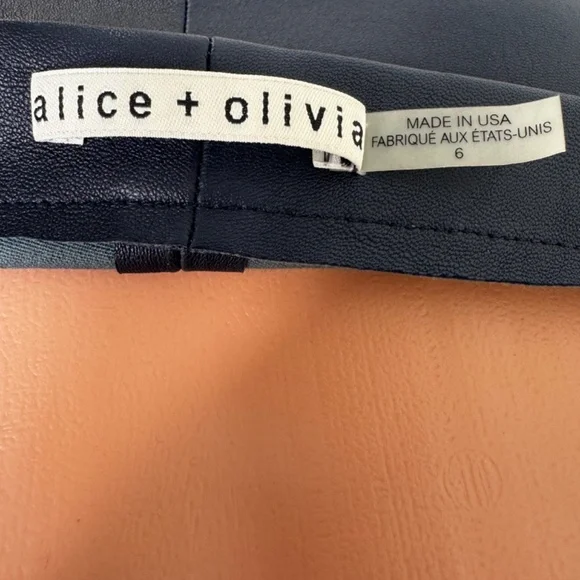 alice + olivia
MADE IN USA
FABRIQUÉ AUX ÉTATS-UNIS
6